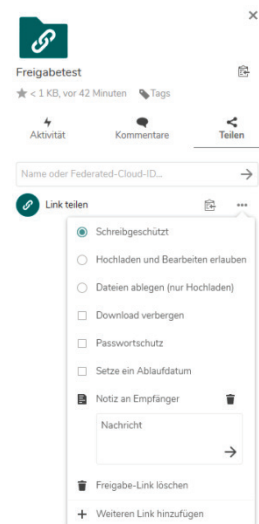 Freigabetest
< 1 KB, vor 42 Minuten Tags
Aktivität Kommentare Teilen
Name oder Federated-Cloud-ID...
Link teilen
Schreibgeschützt
Hochladen und Bearbeiten erlauben
Dateien ablegen (nur Hochladen)
Download verbergen
Passwortschutz
Setze ein Ablaufdatum
Notiz an Empfänger
Nachricht
Freigabe-Link löschen
Weiteren Link hinzufügen